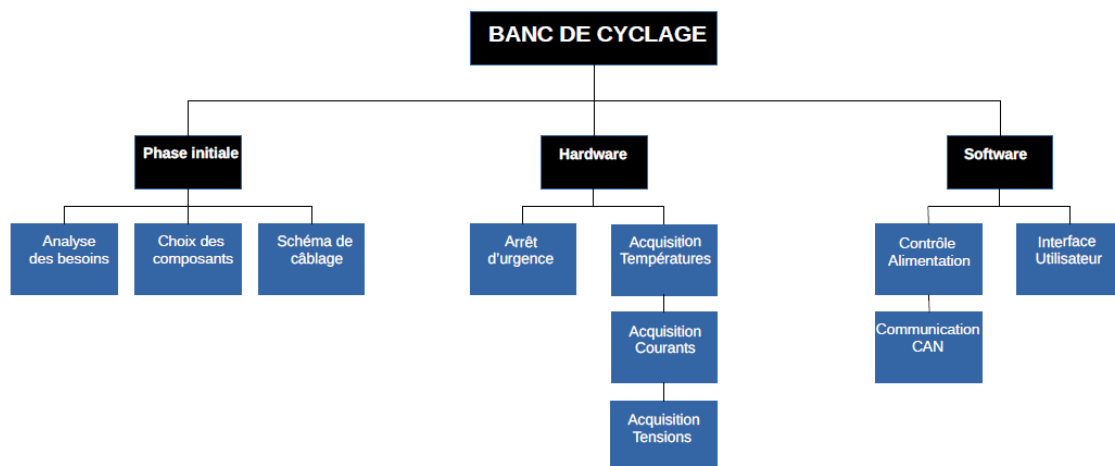 BANC DE CYCLAGE
Phase initiale
Hardware
Software
Analyse
des besoins
Choix des
composants
Schéma de
câblage
Arrêt
d'urgence
Acquisition
Températures
Contrôle
Alimentation
Interface
Utilisateur
Acquisition
Courants
Communication
CAN
Acquisition
Tensions